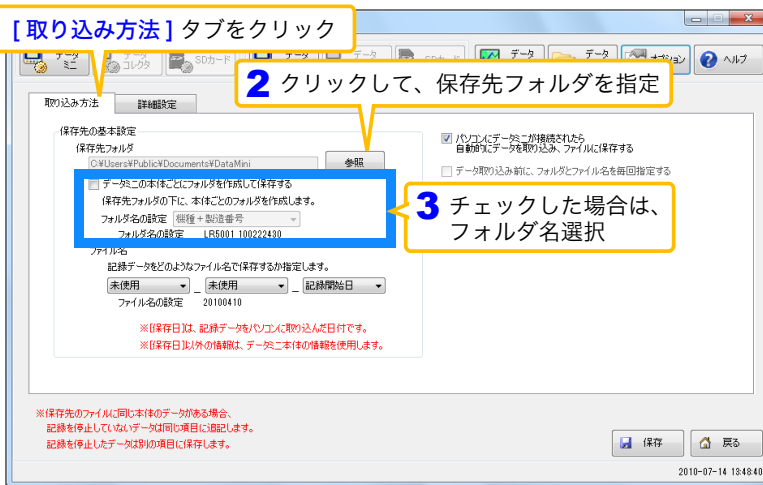 [ 取り込み方法 ] タブをクリック
データ
ミニ
データ
コレクタ
SDカード
データ
データ
SDカード
データ
データ
オプション
ヘルプ
2 クリックして、保存先フォルダを指定
取り込み方法
詳細設定
保存先の基本設定
保存先フォルダ
C:¥Users¥Public¥Documents¥DataMini
参照
データミニの本体ごとにフォルダを作成して保存する
保存先フォルダの下に、本体ごとのフォルダを作成します。
フォルダ名の設定 機種+製造番号
フォルダ名の設定 LR5001_100222430
ファイル名
記録データをどのようなファイル名で保存するか指定します。
未使用 _ 未使用 _ 記録開始日
ファイル名の設定 20100410
※[保存日]は、記録データをパソコンに取り込んだ日付です。
※[保存日]以外の情報は、データミニ本体の情報を使用します。
パソコンにデータミニが接続されたら
自動的にデータを取り込み、ファイルに保存する
データ取り込み前に、フォルダとファイル名を毎回指定する
3 チェックした場合は、
フォルダ名選択
※保存先のファイルに同じ本体のデータがある場合、
記録を停止していないデータは同じ項目に追記します。
記録を停止したデータは別の項目に保存します。
保存
戻る
2010-07-14 13:48:40